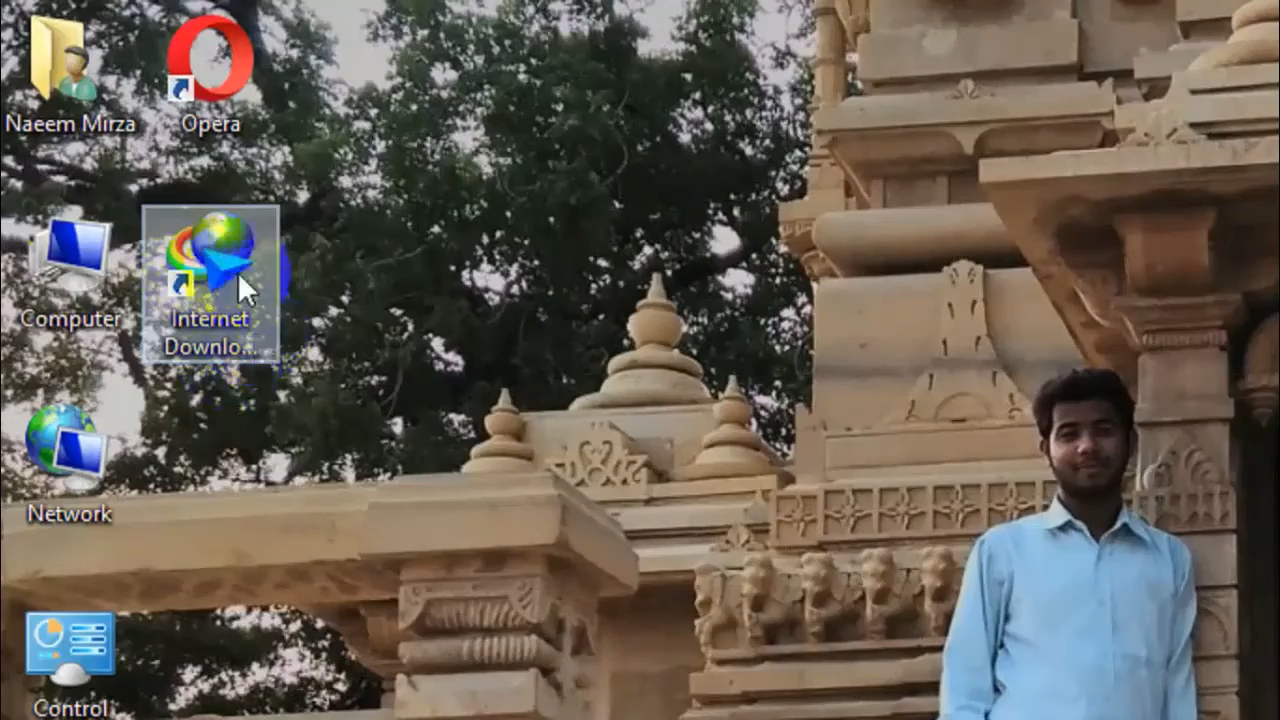 Naeem Mirza
Opera
Computer
Internet
Downlo...
Network
Control